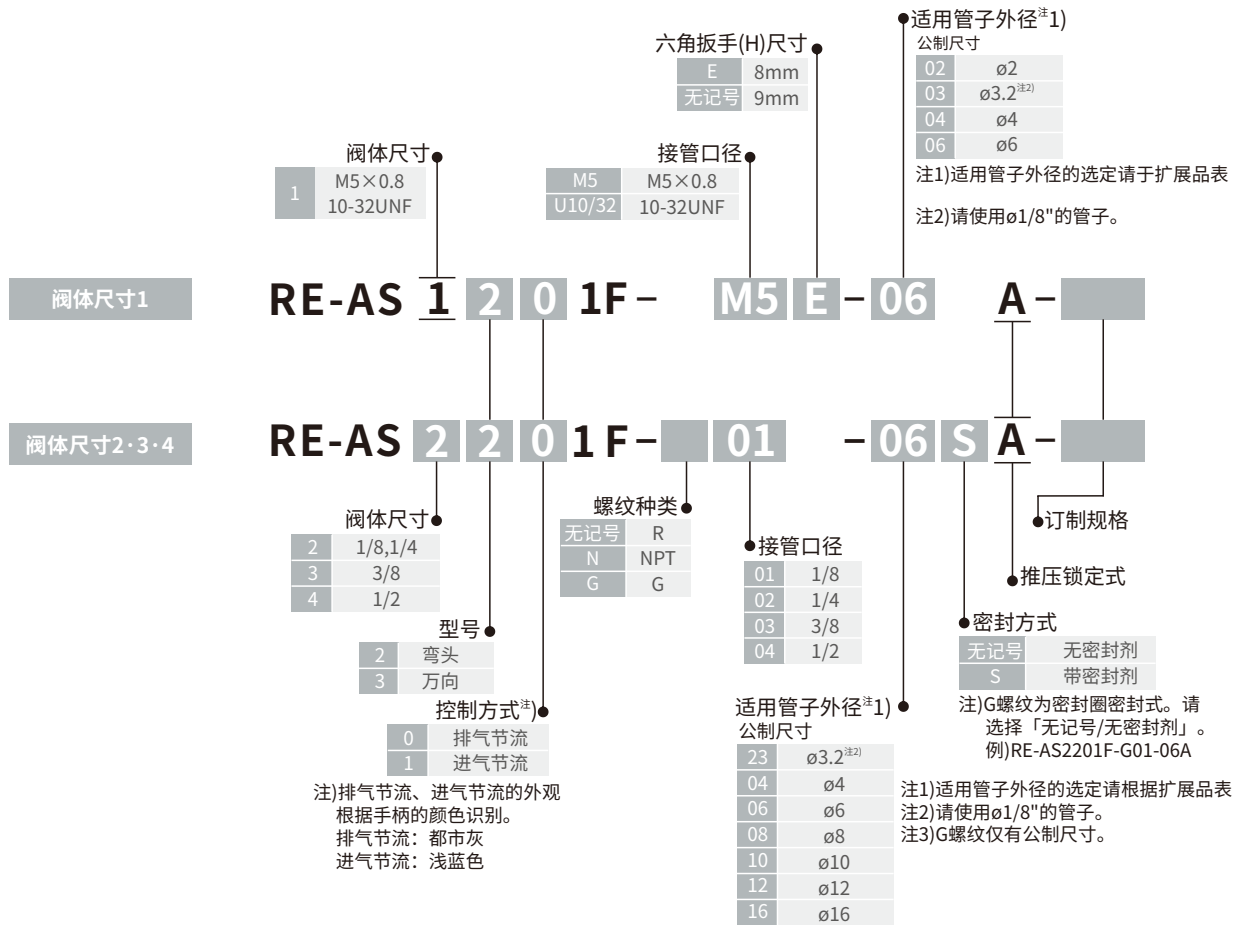 适用管子外径注1)
公制尺寸
02 ø2
03 ø3.2注2)
04 ø4
06 ø6
注1)适用管子外径的选定请于扩展品表
注2)请使用ø1/8"的管子。
六角扳手(H)尺寸
E 8mm
无记号 9mm
阀体尺寸
1 M5×0.8
10-32UNF
接管口径
M5 M5×0.8
U10/32 10-32UNF
阀体尺寸1
RE-AS 1 2 0 1F- M5 E - 06 A -
阀体尺寸2·3·4
RE-AS 2 2 0 1 F - 01 - 06 S A -
阀体尺寸
2 1/8,1/4
3 3/8
4 1/2
型号
2 弯头
3 万向
控制方式注)
0 排气节流
1 进气节流
注)排气节流、进气节流的外观
根据手柄的颜色识别。
排气节流：都市灰
进气节流：浅蓝色
螺纹种类
无记号 R
N NPT
G G
接管口径
01 1/8
02 1/4
03 3/8
04 1/2
适用管子外径注1)
公制尺寸
23 ø3.2注2)
04 ø4
06 ø6
08 ø8
10 ø10
12 ø12
16 ø16
订制规格
推压锁定式
密封方式
无记号 无密封剂
S 带密封剂
注)G螺纹为密封圈密封式。请
选择「无记号/无密封剂」。
例)RE-AS2201F-G01-06A
注1)适用管子外径的选定请根据扩展品表
注2)请使用ø1/8"的管子。
注3)G螺纹仅有公制尺寸。